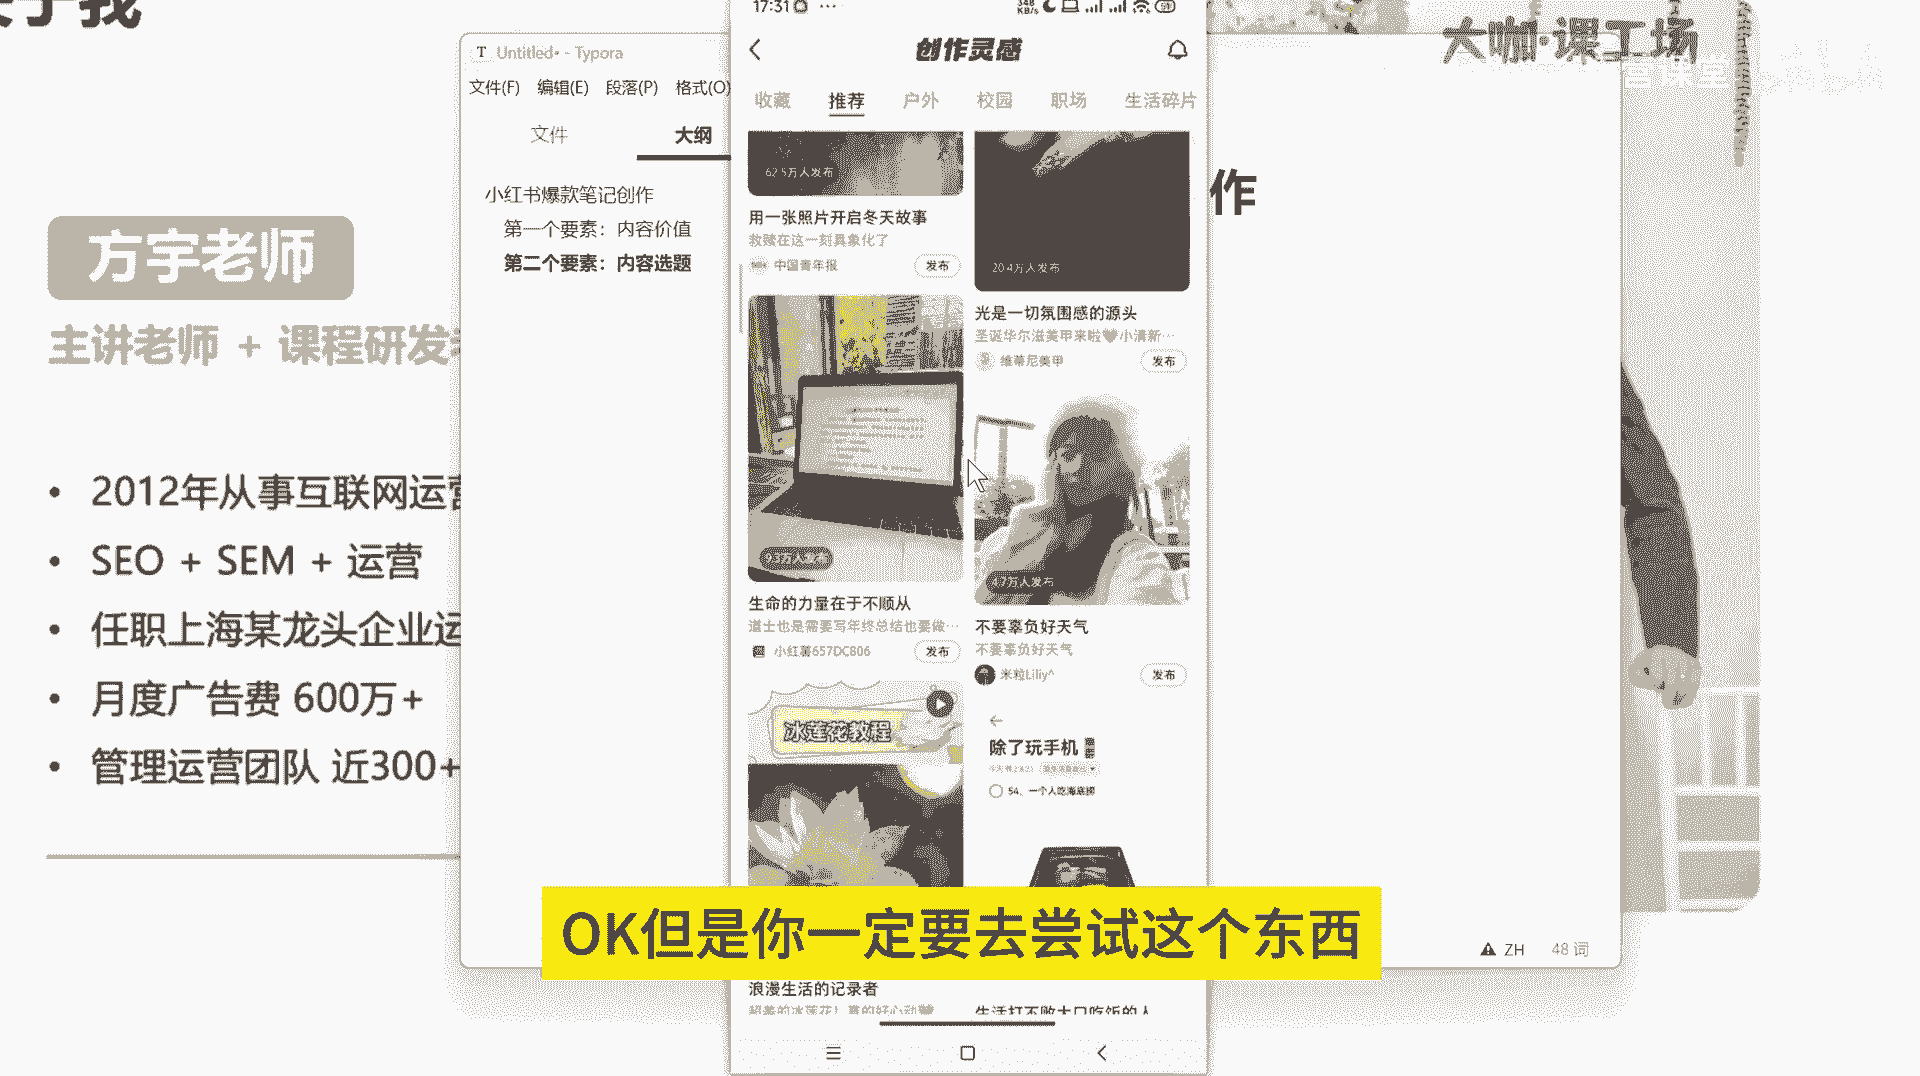 关于我
方宇老师
主讲老师 + 课程研发
2012年从事互联网运营
SEO + SEM + 运营
任职上海某龙头企业运
月度广告费 600万+
管理运营团队 近300+
Untitled• - Typora
文件(F) 编辑(E) 段落(P) 格式(O)
文件 大纲
小红书爆款笔记创作
第一个要素：内容价值
第二个要素：内容选题
作
大咖·课工场
17:31
创作灵感
收藏 推荐 户外 校园 职场 生活碎片
62.5万人发布
用一张照片开启冬天故事
救赎在这一刻具象化了
中国青年报 发布
20.4万人发布
光是一切氛围感的源头
圣诞华尔滋美甲来啦🖤小清新…
维蒂尼美甲 发布
9.3万人发布
生命的力量在于不顺从
道士也是需要写年终总结也要做…
小红薯657DC806 发布
4.7万人发布
不要辜负好天气
不要辜负好天气
米粒Liliy^ 发布
冰莲花教程
浪漫生活的记录者
超美的冰莲花！真的好心动
除了玩手机
54、一个人吃海底捞
生活打不败大口吃饭的人
OK但是你一定要去尝试这个东西
ZH 48 词